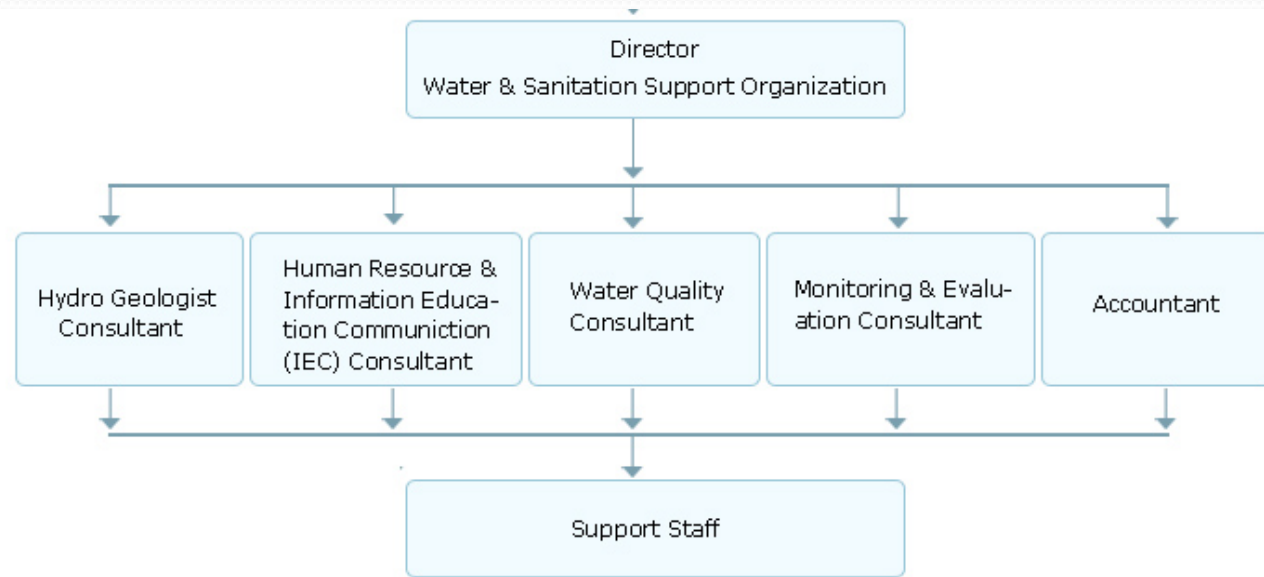 Director
Water & Sanitation Support Organization
Hydro Geologist
Consultant
Human Resource &
Information Educa-
tion Communiction
(IEC) Consultant
Water Quality
Consultant
Monitoring & Evalu-
ation Consultant
Accountant
Support Staff